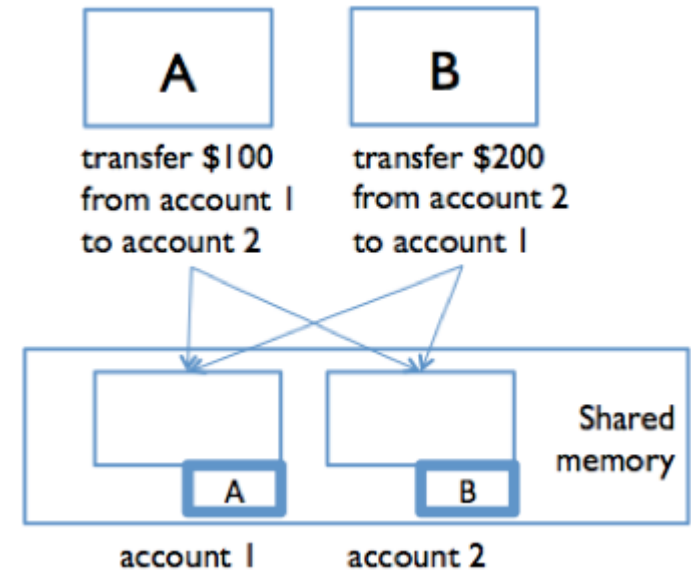 A
B
transfer $100
from account 1
to account 2
transfer $200
from account 2
to account 1
Shared
memory
A
B
account 1
account 2